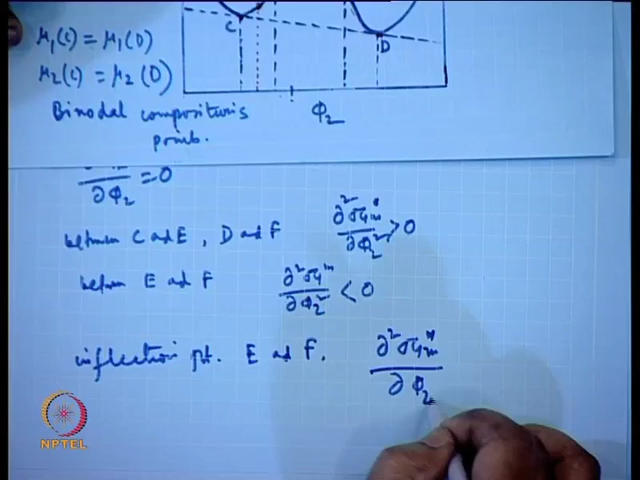 C
D
μ₁(C) = μ₁(D)
μ₂(C) = μ₂(D)
Binodal compositions
points.
ϕ₂
∂ϕ₂ = 0
between C and E, D and F ∂²ΔGₘ / ∂ϕ₂² > 0
between E and F ∂²ΔGₘ / ∂ϕ₂² < 0
inflection pt. E and F. ∂²ΔGₘ / ∂ϕ₂
NPTEL